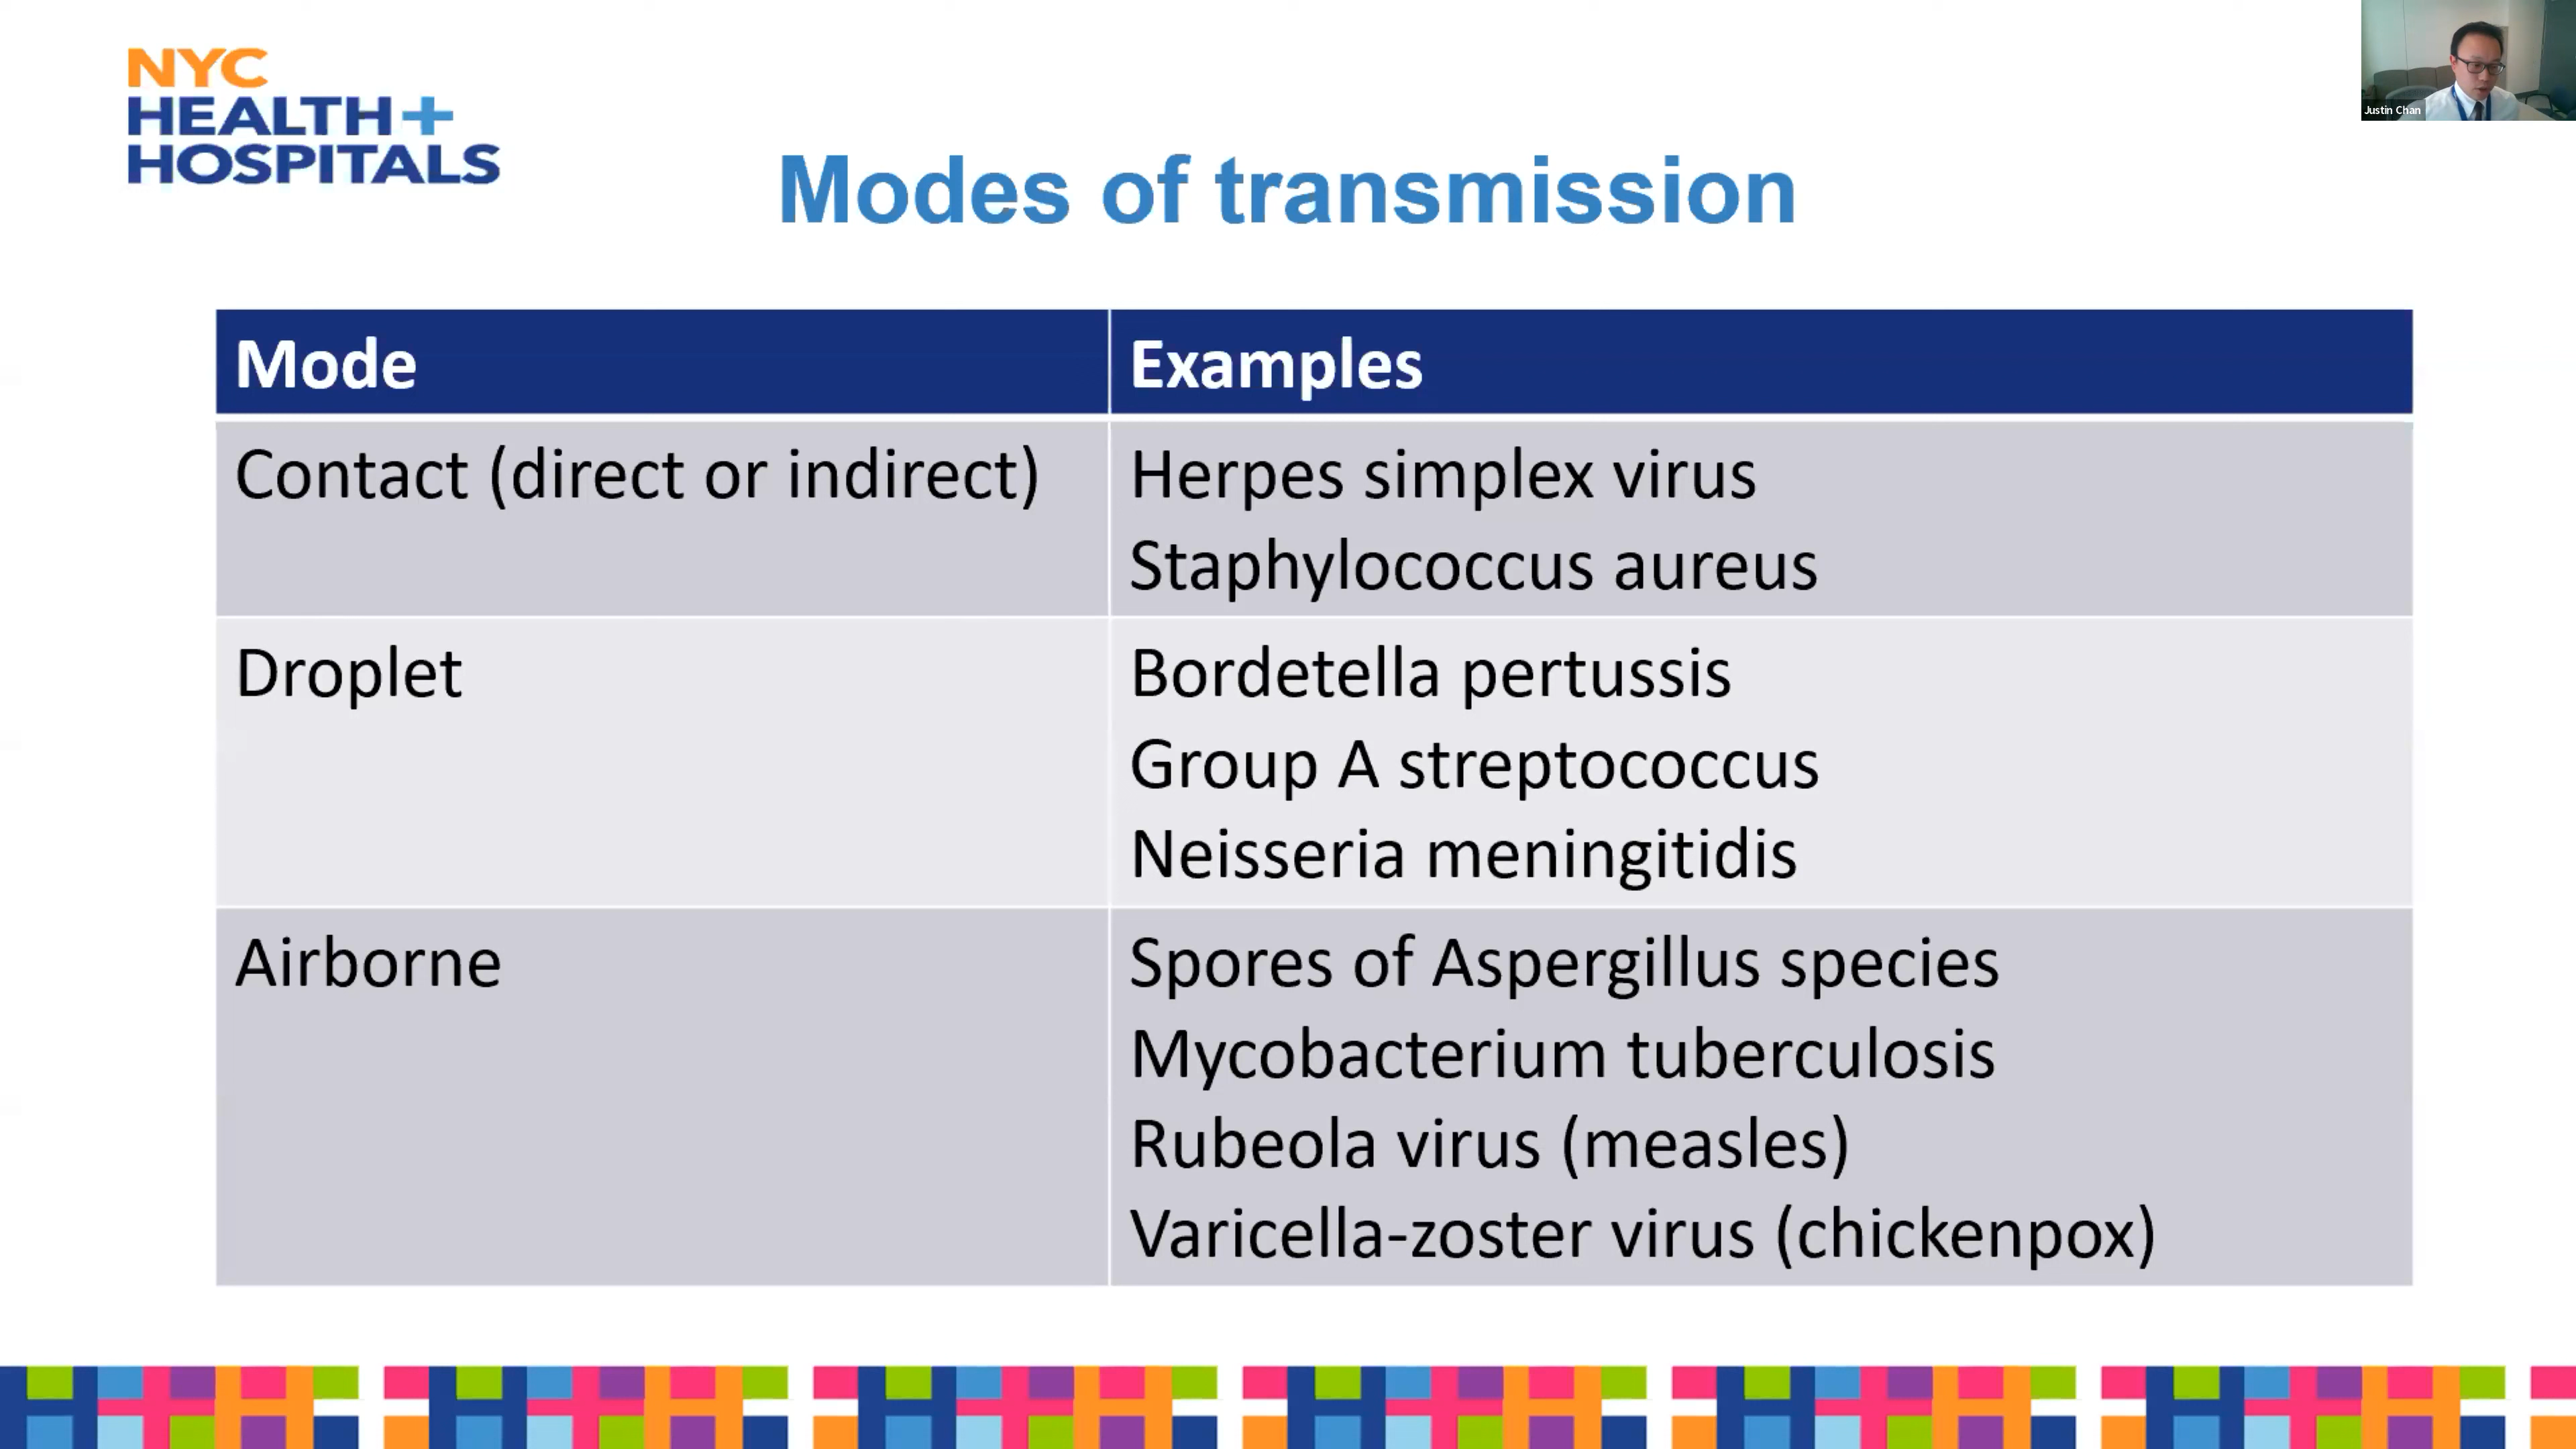 NYC
HEALTH+
HOSPITALS
Justin Chan
Modes of transmission
Mode
Examples
Contact (direct or indirect)
Herpes simplex virus
Staphylococcus aureus
Droplet
Bordetella pertussis
Group A streptococcus
Neisseria meningitidis
Airborne
Spores of Aspergillus species
Mycobacterium tuberculosis
Rubeola virus (measles)
Varicella-zoster virus (chickenpox)